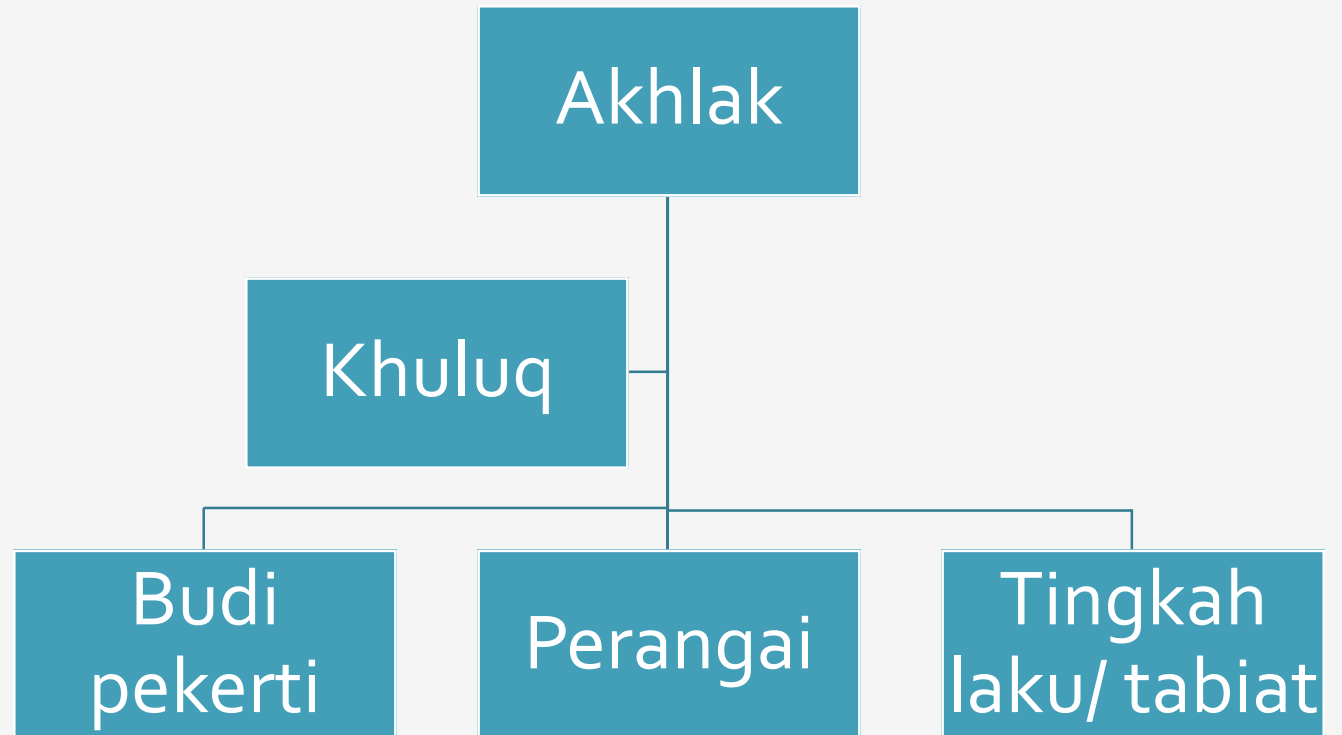 Akhlak
Khuluq
Budi
pekerti
Perangai
Tingkah
laku/ tabiat